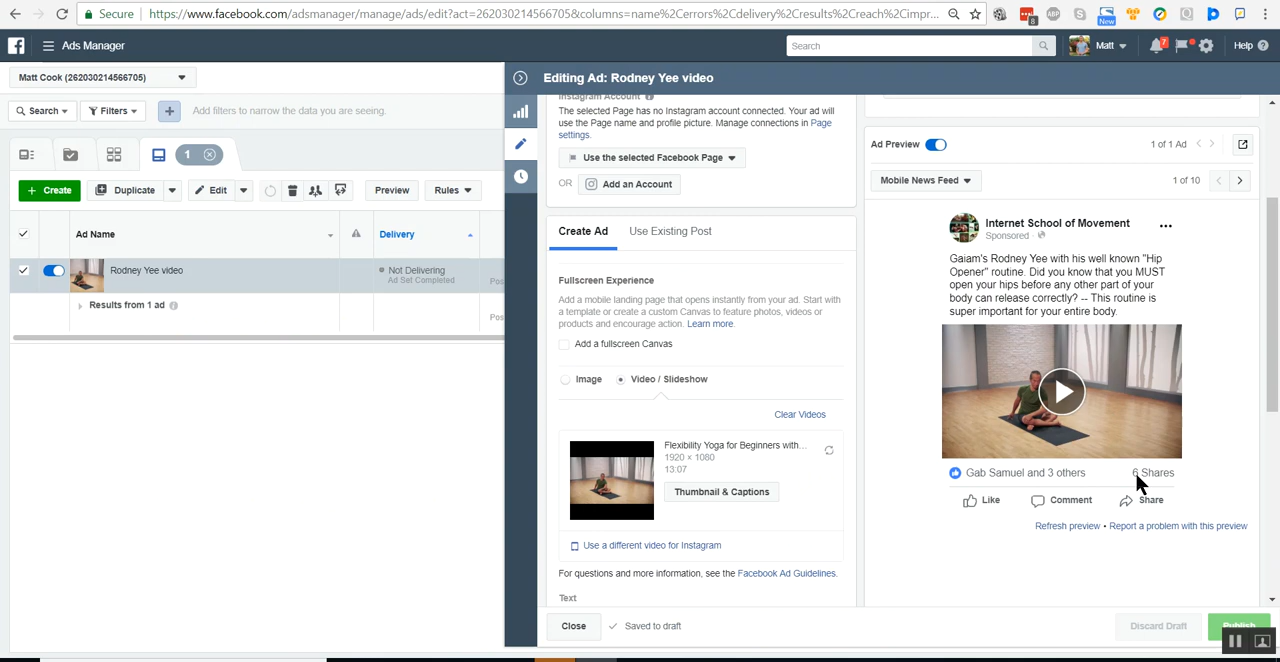 Secure
https://www.facebook.com/adsmanager/manage/ads/edit?act=262030214566705&columns=name%2Cerrors%2Cdelivery%2Cresults%2Creach%2Cimpr...
8
ABP
New
Ads Manager
Search
Matt
7
Help
Matt Cook (262030214566705)
Search
Filters
Add filters to narrow the data you are seeing.
1
Create
Duplicate
Edit
Preview
Rules
Ad Name
Delivery
Rodney Yee video
Not Delivering
Ad Set Completed
Pos
Results from 1 ad
Pos
Editing Ad: Rodney Yee video
Instagram Account
The selected Page has no Instagram account connected. Your ad will
use the Page name and profile picture. Manage connections in Page
settings.
Use the selected Facebook Page
OR
Add an Account
Create Ad
Use Existing Post
Fullscreen Experience
Add a mobile landing page that opens instantly from your ad. Start with
a template or create a custom Canvas to feature photos, videos or
products and encourage action. Learn more.
Add a fullscreen Canvas
Image
Video / Slideshow
Clear Videos
Flexibility Yoga for Beginners with...
1920 × 1080
13:07
Thumbnail & Captions
Use a different video for Instagram
For questions and more information, see the Facebook Ad Guidelines.
Text
Close
Saved to draft
Discard Draft
Publish
Ad Preview
1 of 1 Ad
Mobile News Feed
1 of 10
Internet School of Movement
Sponsored ·
Gaiam's Rodney Yee with his well known "Hip
Opener" routine. Did you know that you MUST
open your hips before any other part of your
body can release correctly? -- This routine is
super important for your entire body.
Gab Samuel and 3 others
6 Shares
Like
Comment
Share
Refresh preview • Report a problem with this preview